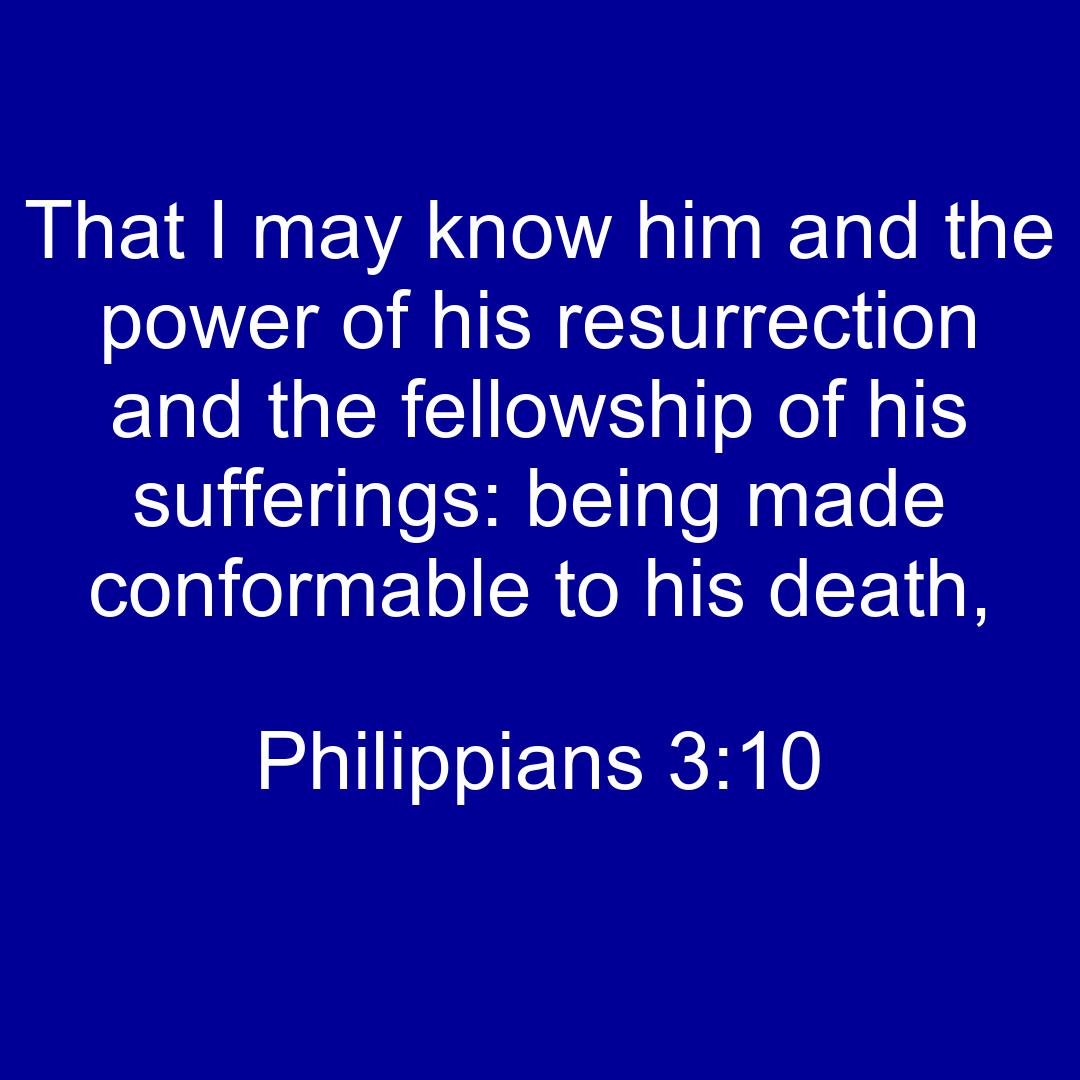 That I may know him and the
power of his resurrection
and the fellowship of his
sufferings: being made
conformable to his death,
Philippians 3:10